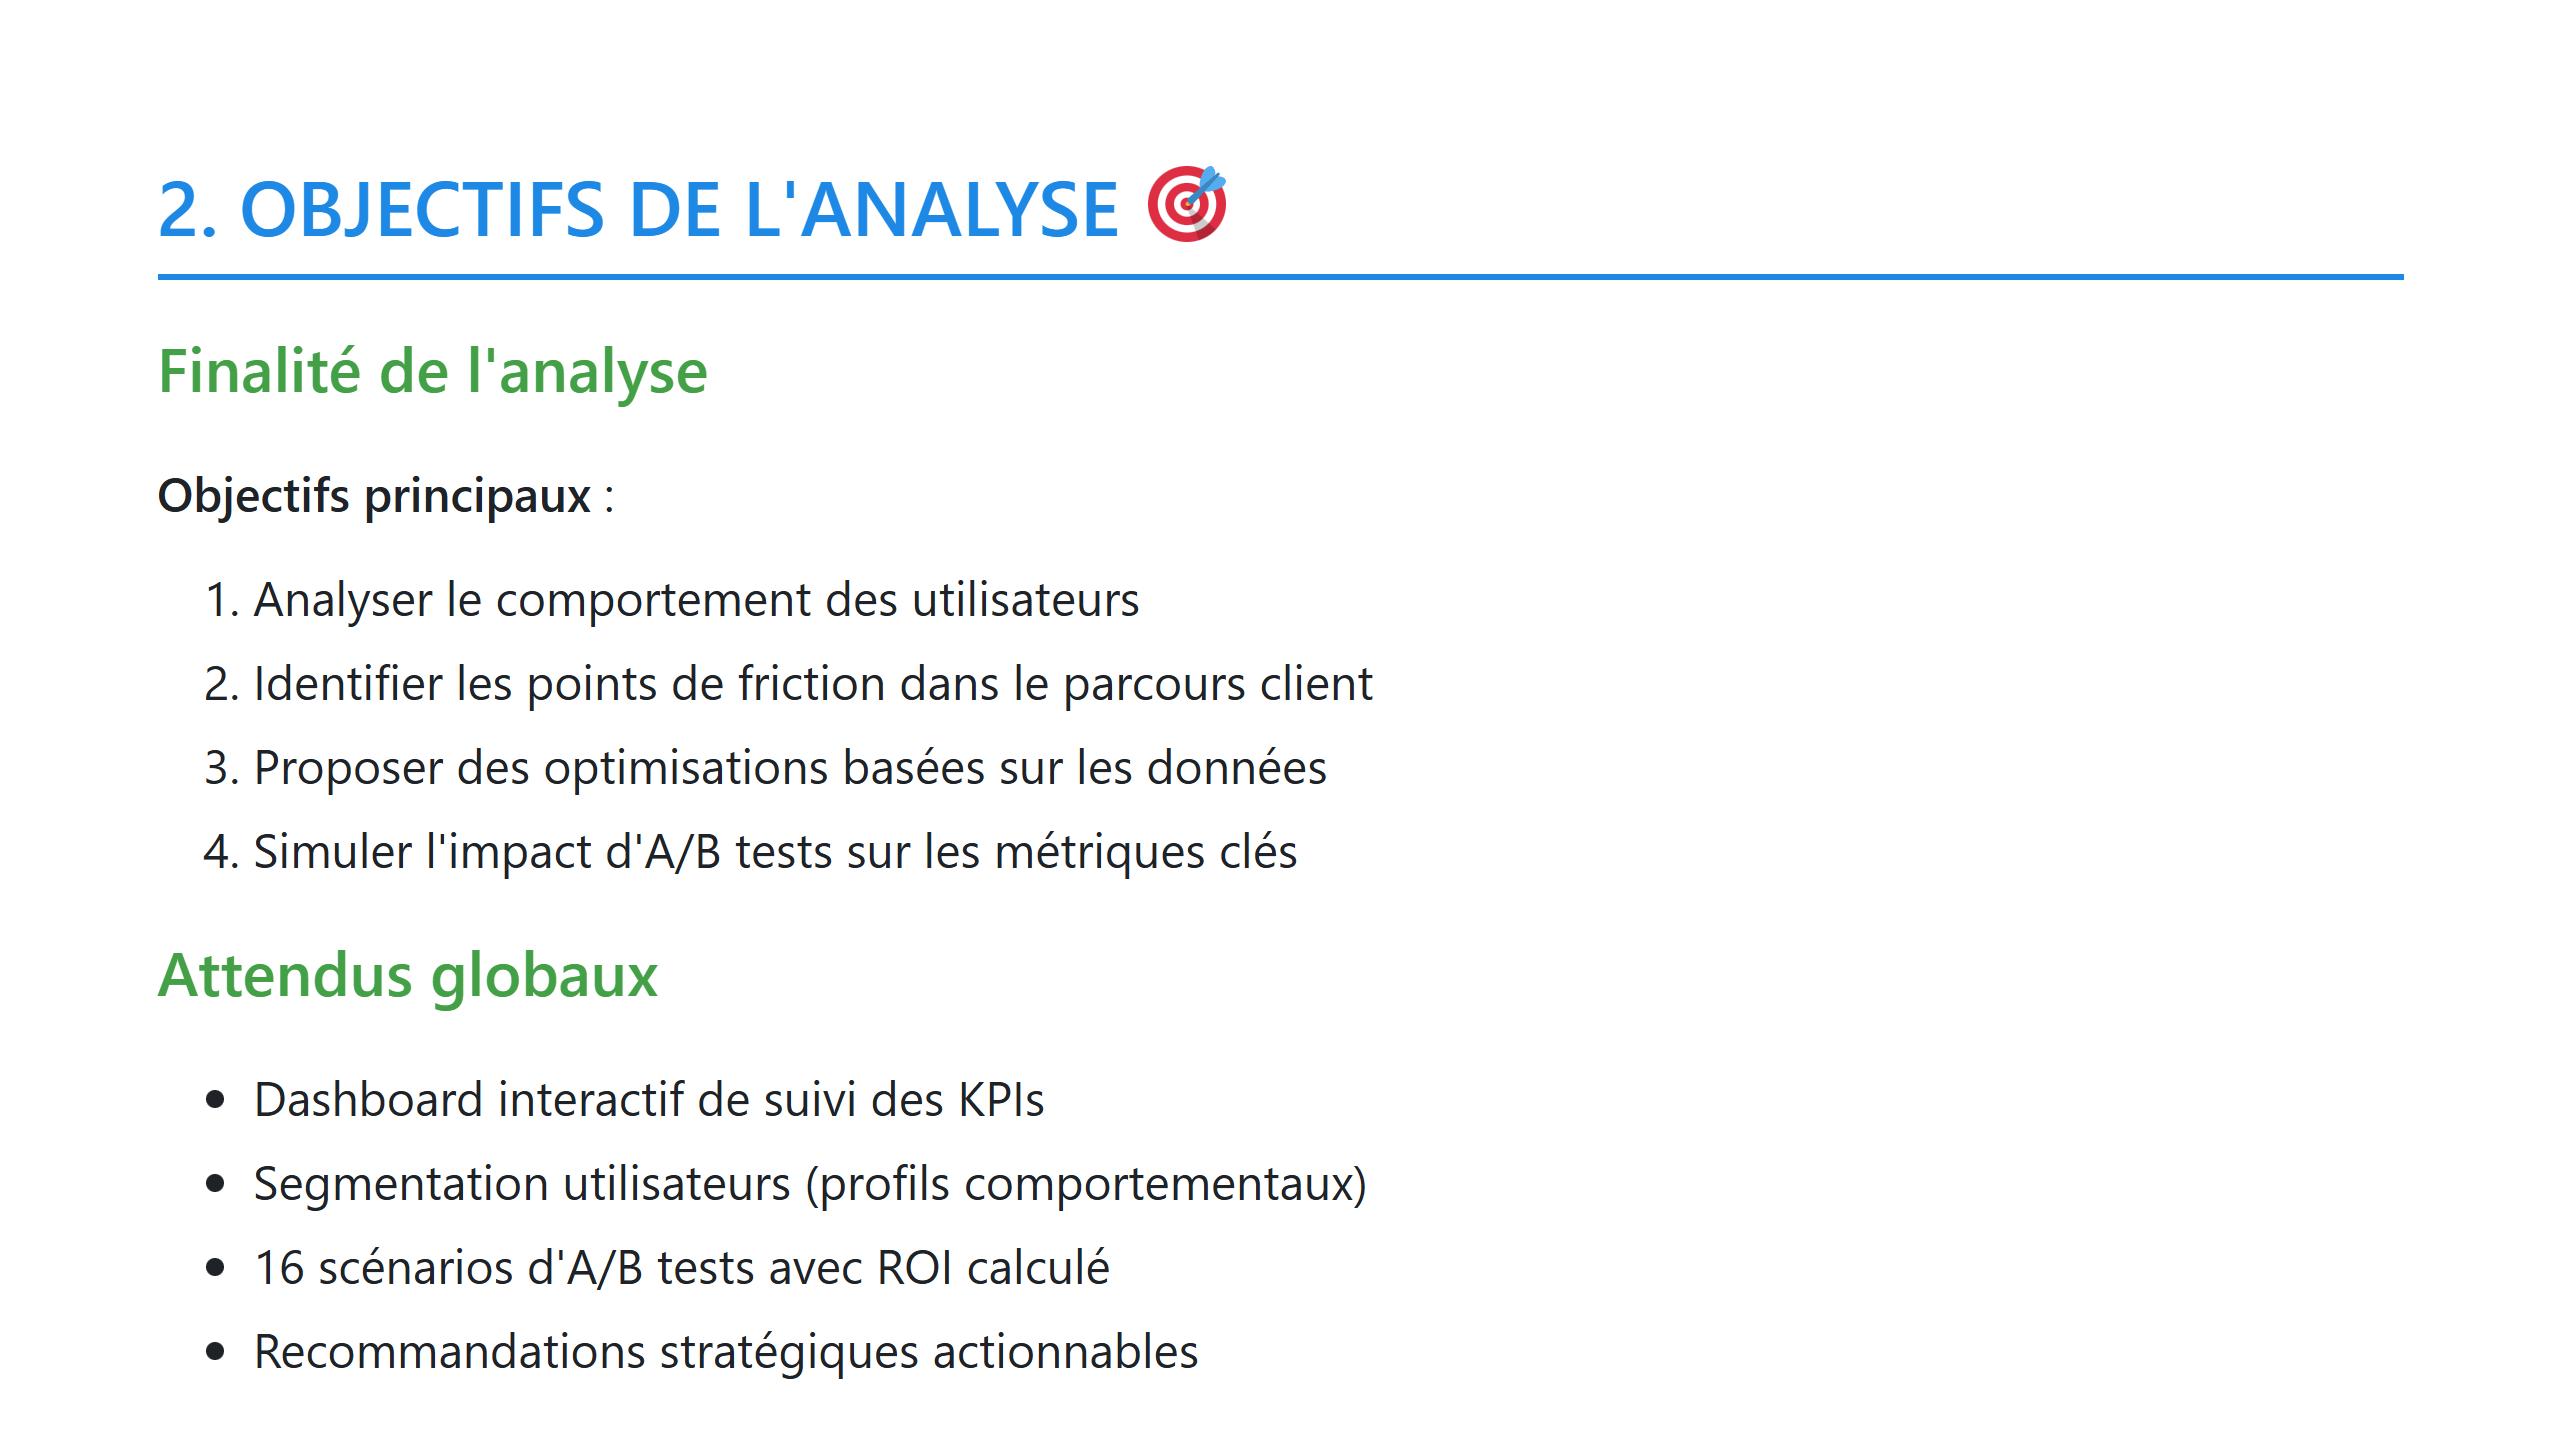 2. OBJECTIFS DE L'ANALYSE 🎯
Finalité de l'analyse
Objectifs principaux :
1. Analyser le comportement des utilisateurs
2. Identifier les points de friction dans le parcours client
3. Proposer des optimisations basées sur les données
4. Simuler l'impact d'A/B tests sur les métriques clés
Attendus globaux
• Dashboard interactif de suivi des KPIs
• Segmentation utilisateurs (profils comportementaux)
• 16 scénarios d'A/B tests avec ROI calculé
• Recommandations stratégiques actionnables